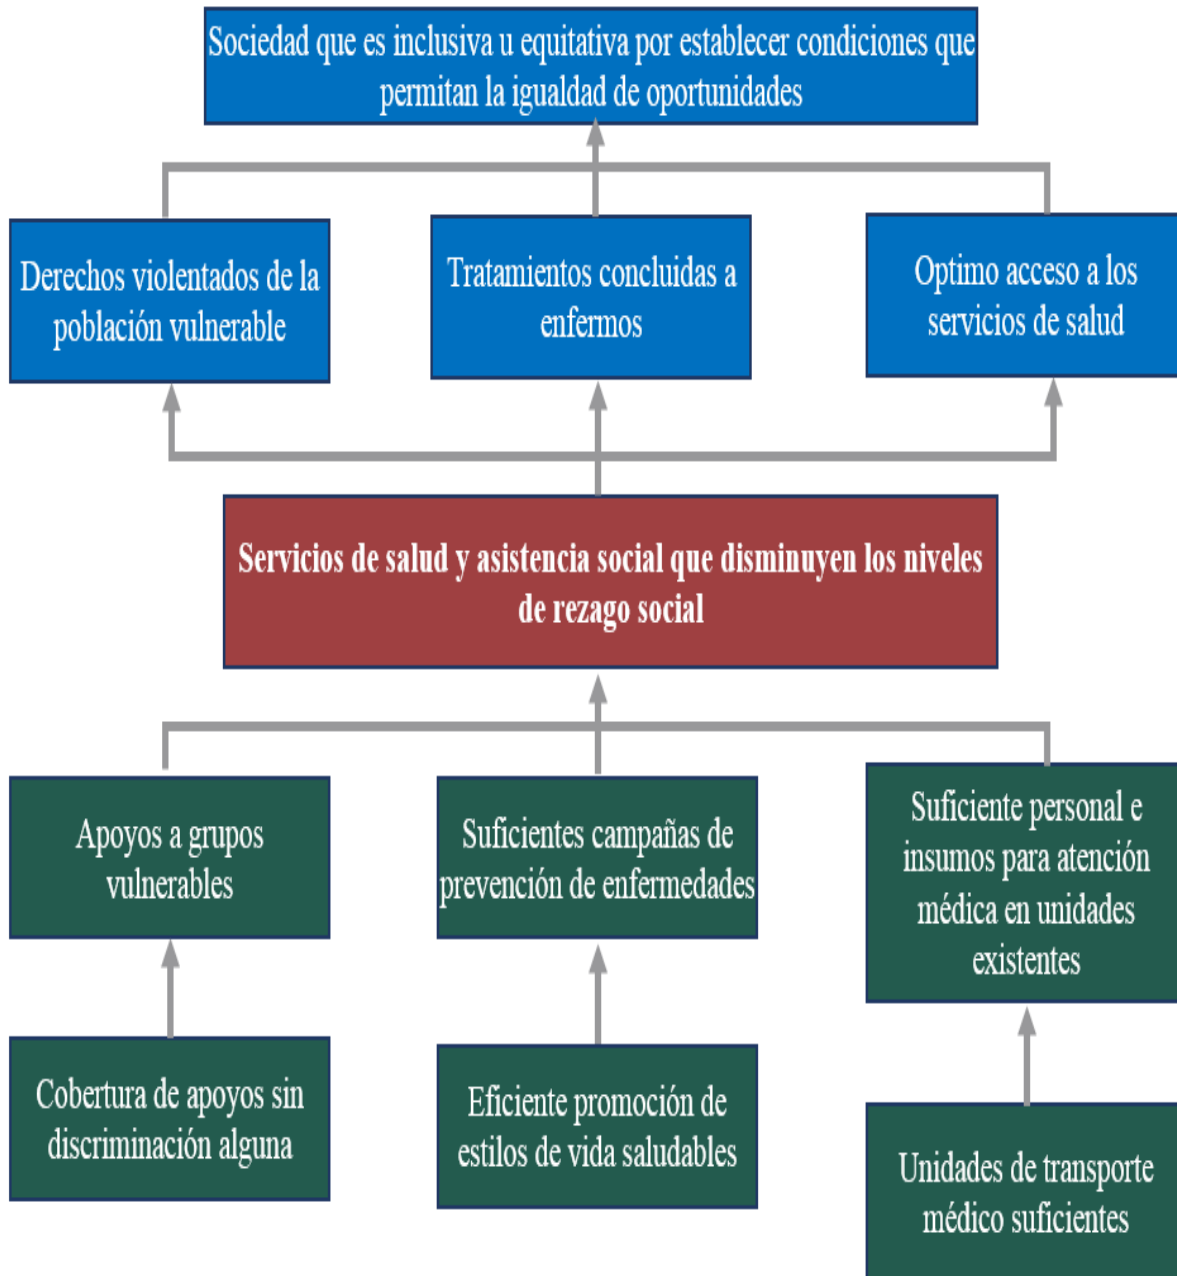 Sociedad que es inclusiva u equitativa por establecer condiciones que
permitan la igualdad de oportunidades
Derechos violentados de la
población vulnerable
Tratamientos concluidas a
enfermos
Optimo acceso a los
servicios de salud
Servicios de salud y asistencia social que disminuyen los niveles
de rezago social
Apoyos a grupos
vulnerables
Suficientes campañas de
prevención de enfermedades
Suficiente personal e
insumos para atención
médica en unidades
existentes
Cobertura de apoyos sin
discriminación alguna
Eficiente promoción de
estilos de vida saludables
Unidades de transporte
médico suficientes